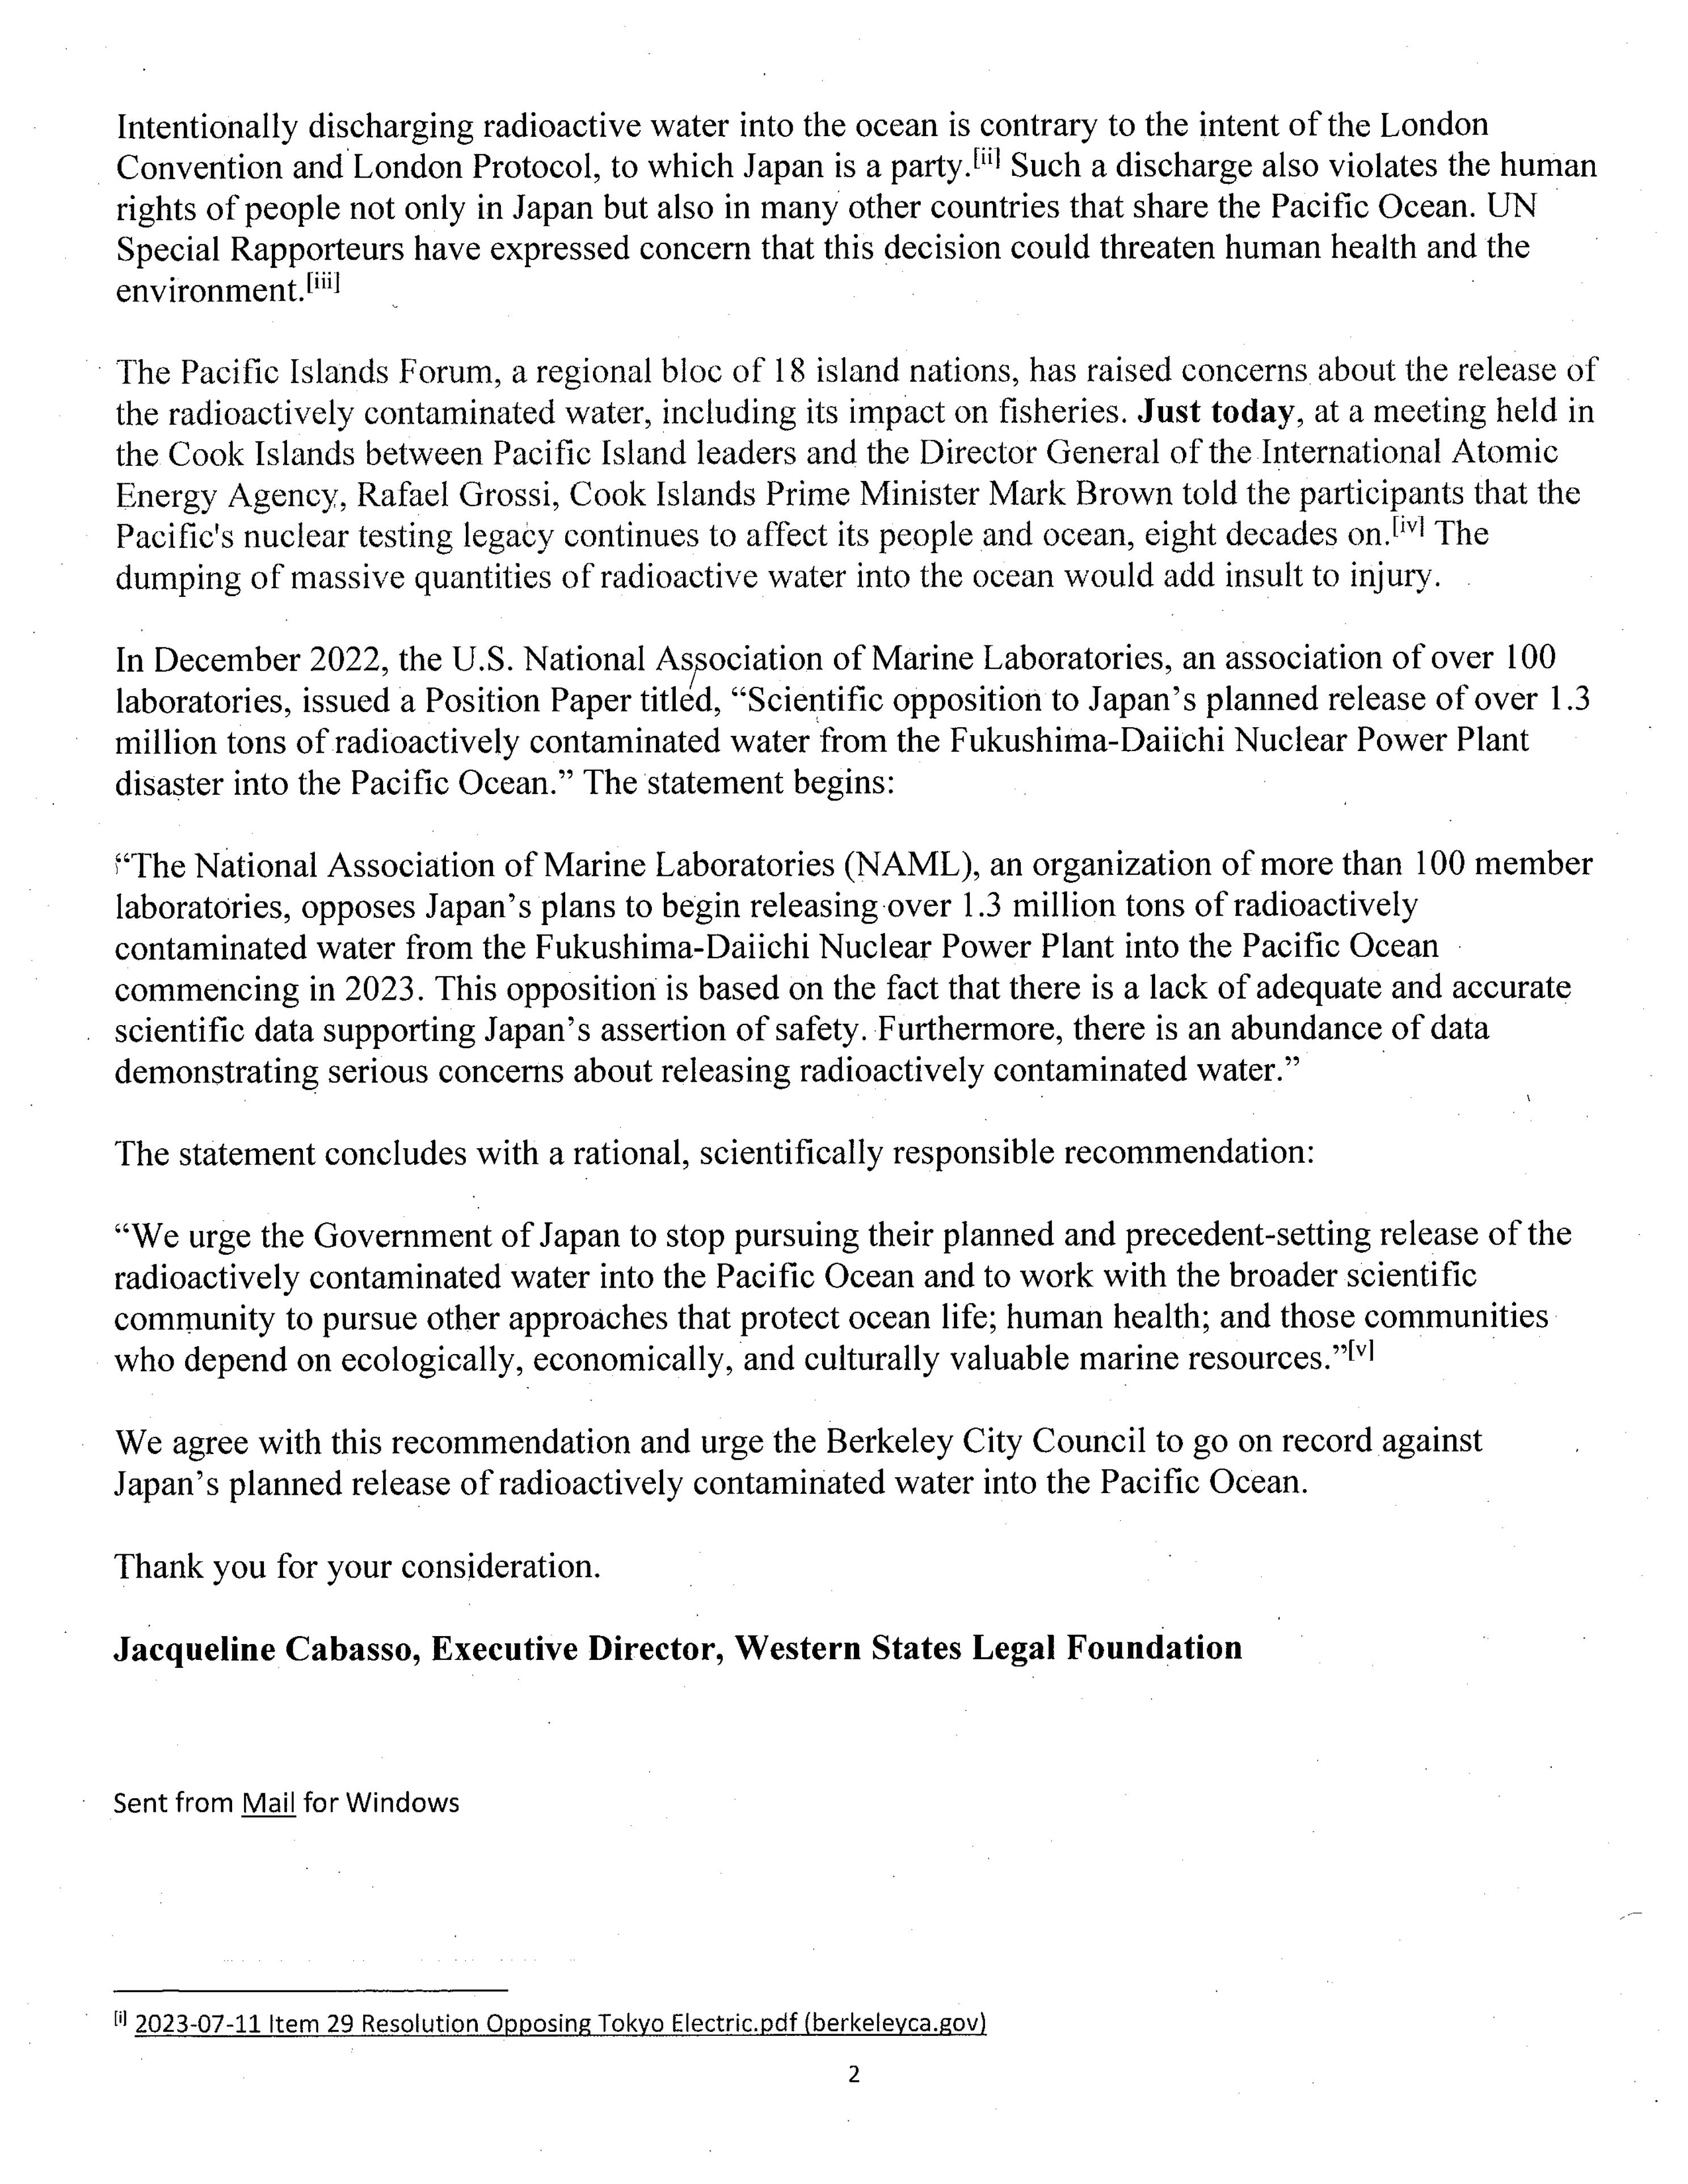 Intentionally discharging radioactive water into the ocean is contrary to the intent of the London
Convention and London Protocol, to which Japan is a party.[ii] Such a discharge also violates the human
rights of people not only in Japan but also in many other countries that share the Pacific Ocean. UN
Special Rapporteurs have expressed concern that this decision could threaten human health and the
environment.[iii]
The Pacific Islands Forum, a regional bloc of 18 island nations, has raised concerns about the release of
the radioactively contaminated water, including its impact on fisheries. Just today, at a meeting held in
the Cook Islands between Pacific Island leaders and the Director General of the International Atomic
Energy Agency, Rafael Grossi, Cook Islands Prime Minister Mark Brown told the participants that the
Pacific's nuclear testing legacy continues to affect its people and ocean, eight decades on.[iv] The
dumping of massive quantities of radioactive water into the ocean would add insult to injury.
In December 2022, the U.S. National Association of Marine Laboratories, an association of over 100
laboratories, issued a Position Paper titled, “Scientific opposition to Japan’s planned release of over 1.3
million tons of radioactively contaminated water from the Fukushima-Daiichi Nuclear Power Plant
disaster into the Pacific Ocean.” The statement begins:
“The National Association of Marine Laboratories (NAML), an organization of more than 100 member
laboratories, opposes Japan’s plans to begin releasing over 1.3 million tons of radioactively
contaminated water from the Fukushima-Daiichi Nuclear Power Plant into the Pacific Ocean
commencing in 2023. This opposition is based on the fact that there is a lack of adequate and accurate
scientific data supporting Japan’s assertion of safety. Furthermore, there is an abundance of data
demonstrating serious concerns about releasing radioactively contaminated water.”
The statement concludes with a rational, scientifically responsible recommendation:
“We urge the Government of Japan to stop pursuing their planned and precedent-setting release of the
radioactively contaminated water into the Pacific Ocean and to work with the broader scientific
community to pursue other approaches that protect ocean life; human health; and those communities
who depend on ecologically, economically, and culturally valuable marine resources.”[v]
We agree with this recommendation and urge the Berkeley City Council to go on record against
Japan’s planned release of radioactively contaminated water into the Pacific Ocean.
Thank you for your consideration.
Jacqueline Cabasso, Executive Director, Western States Legal Foundation
Sent from Mail for Windows
[i] 2023-07-11 Item 29 Resolution Opposing Tokyo Electric.pdf (berkeleyca.gov)
2